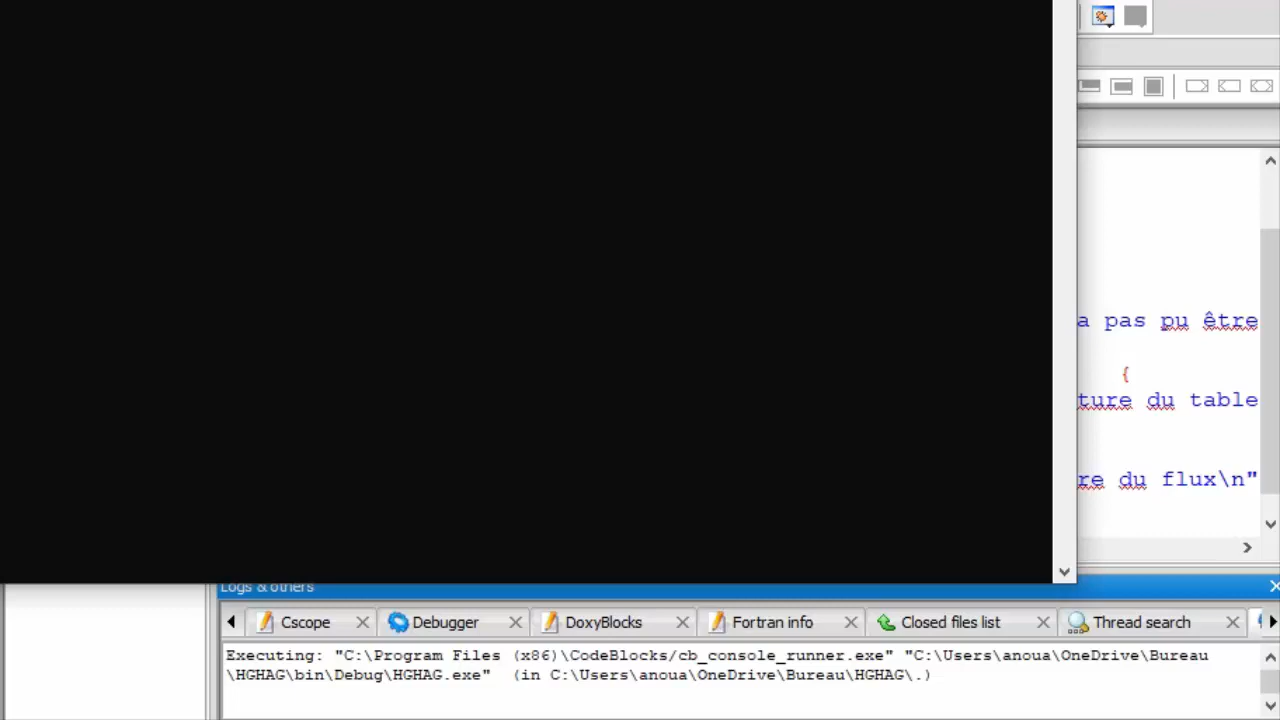 a pas pu être
{
ture du table
re du flux\n"
Logs & others
Cscope Debugger DoxyBlocks Fortran info Closed files list Thread search
Executing: "C:\Program Files (x86)\CodeBlocks/cb_console_runner.exe" "C:\Users\anoua\OneDrive\Bureau
\HGHAG\bin\Debug\HGHAG.exe"  (in C:\Users\anoua\OneDrive\Bureau\HGHAG\.)